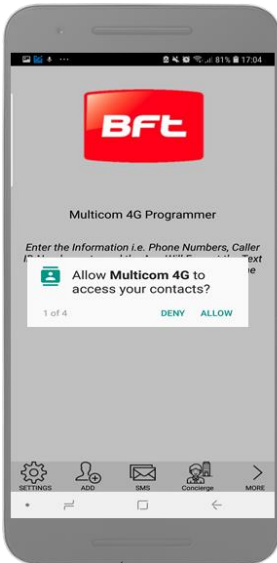 81% 17:04
BFT
Multicom 4G Programmer
Enter the Information i.e. Phone Numbers, Caller
Text
Allow Multicom 4G to
access your contacts?
1 of 4 DENY ALLOW
SETTINGS ADD SMS Concierge MORE